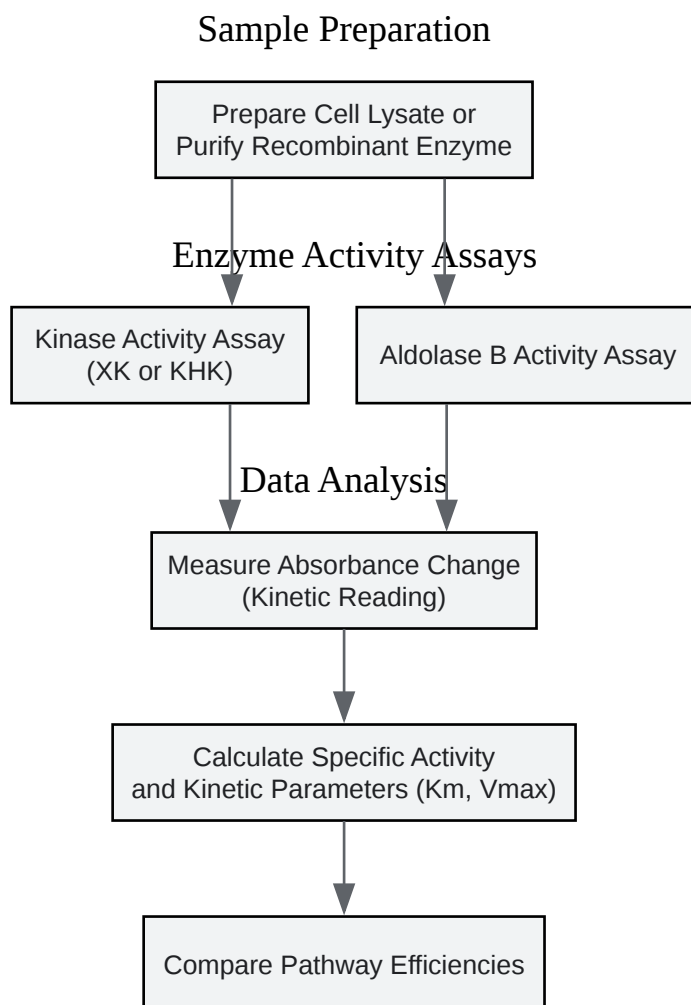 Sample Preparation
Prepare Cell Lysate or
Purify Recombinant Enzyme
Enzyme Activity Assays
Kinase Activity Assay
(XK or KHK)
Aldolase B Activity Assay
Data Analysis
Measure Absorbance Change
(Kinetic Reading)
Calculate Specific Activity
and Kinetic Parameters (Km, Vmax)
Compare Pathway Efficiencies